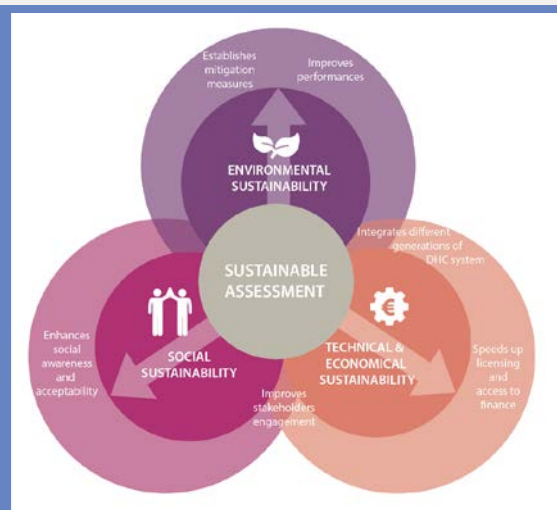 Establishes
mitigation
measures
Improves
performances
ENVIRONMENTAL
SUSTAINABILITY
Integrates different
generations of
DHC system
SUSTAINABLE
ASSESSMENT
Enhances
social
awareness
and
acceptability
SOCIAL
SUSTAINABILITY
€
TECHNICAL &
ECONOMICAL
SUSTAINABILITY
Speeds up
licensing
and
access to
finance
Improves
stakeholders
engagement